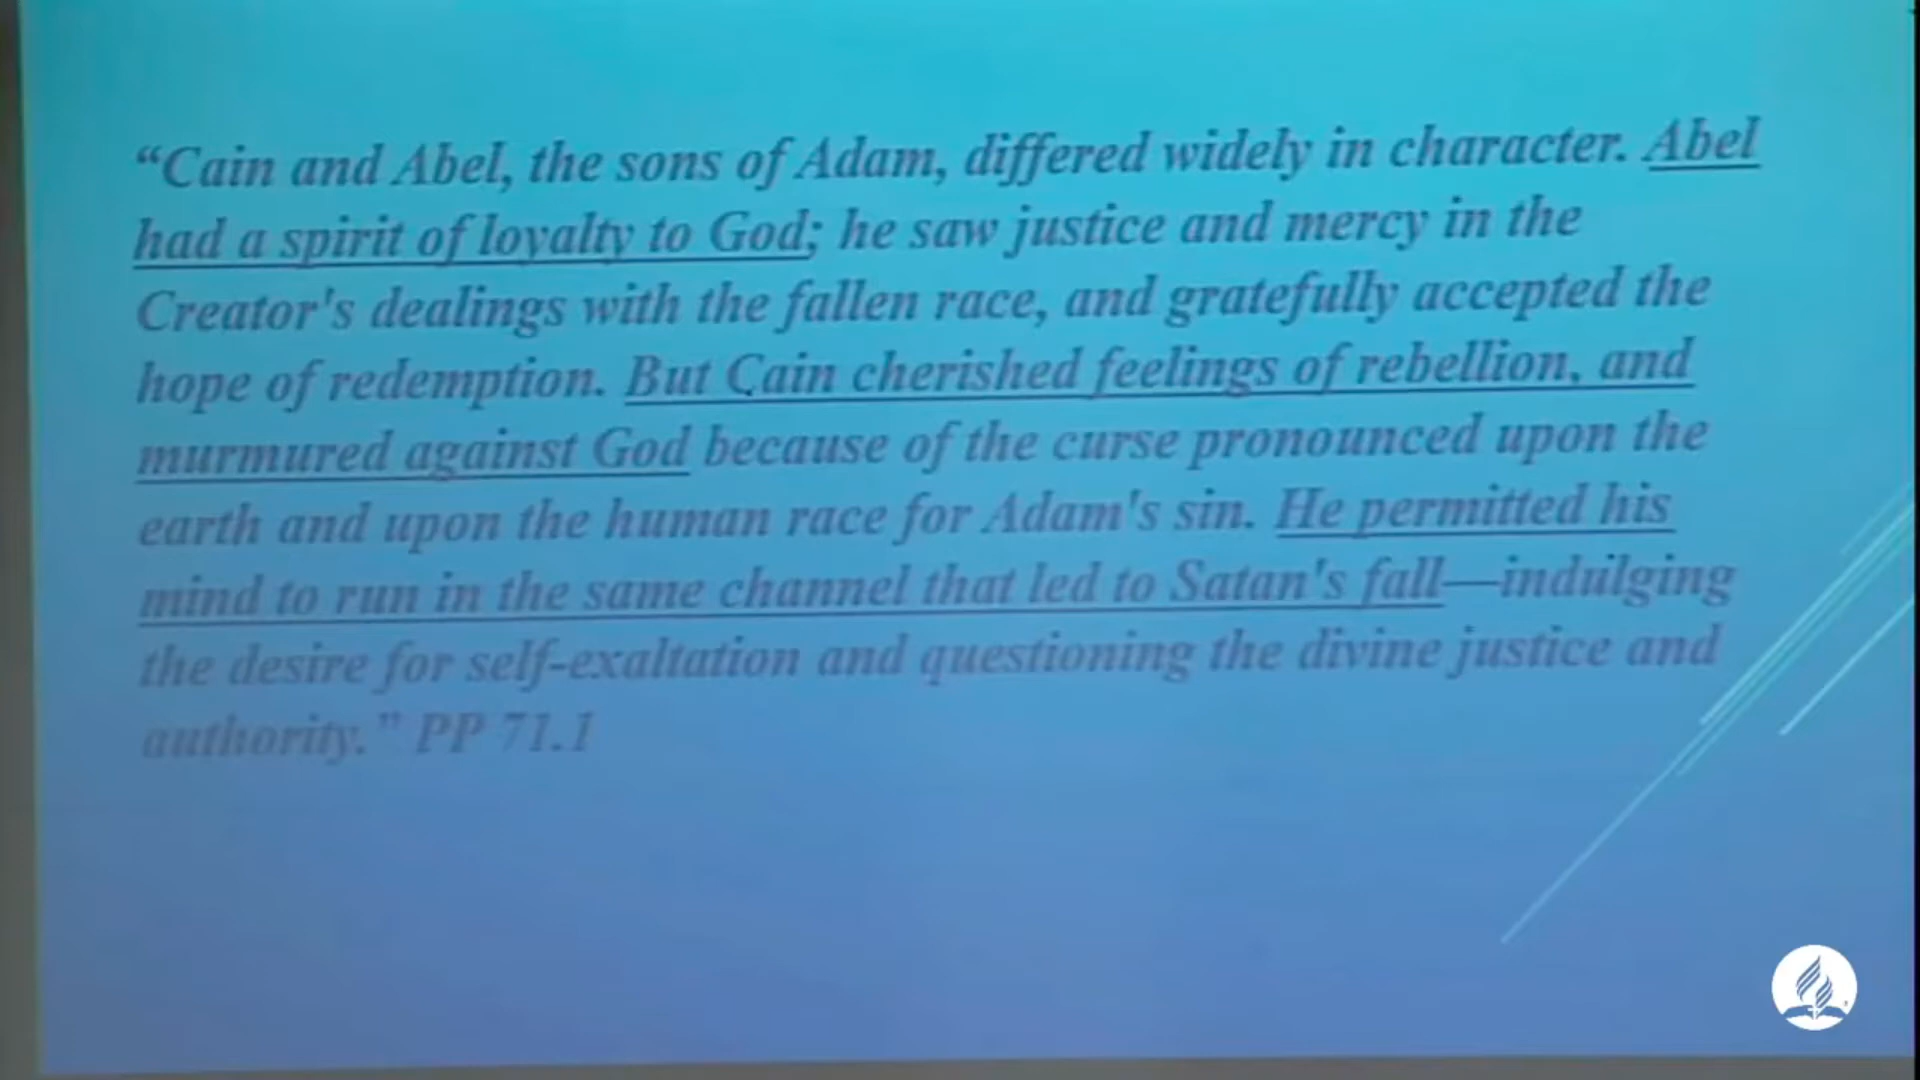 “Cain and Abel, the sons of Adam, differed widely in character. Abel
had a spirit of loyalty to God; he saw justice and mercy in the
Creator's dealings with the fallen race, and gratefully accepted the
hope of redemption. But Cain cherished feelings of rebellion, and
murmured against God because of the curse pronounced upon the
earth and upon the human race for Adam's sin. He permitted his
mind to run in the same channel that led to Satan's fall—indulging
the desire for self-exaltation and questioning the divine justice and
authority.” PP 71.1